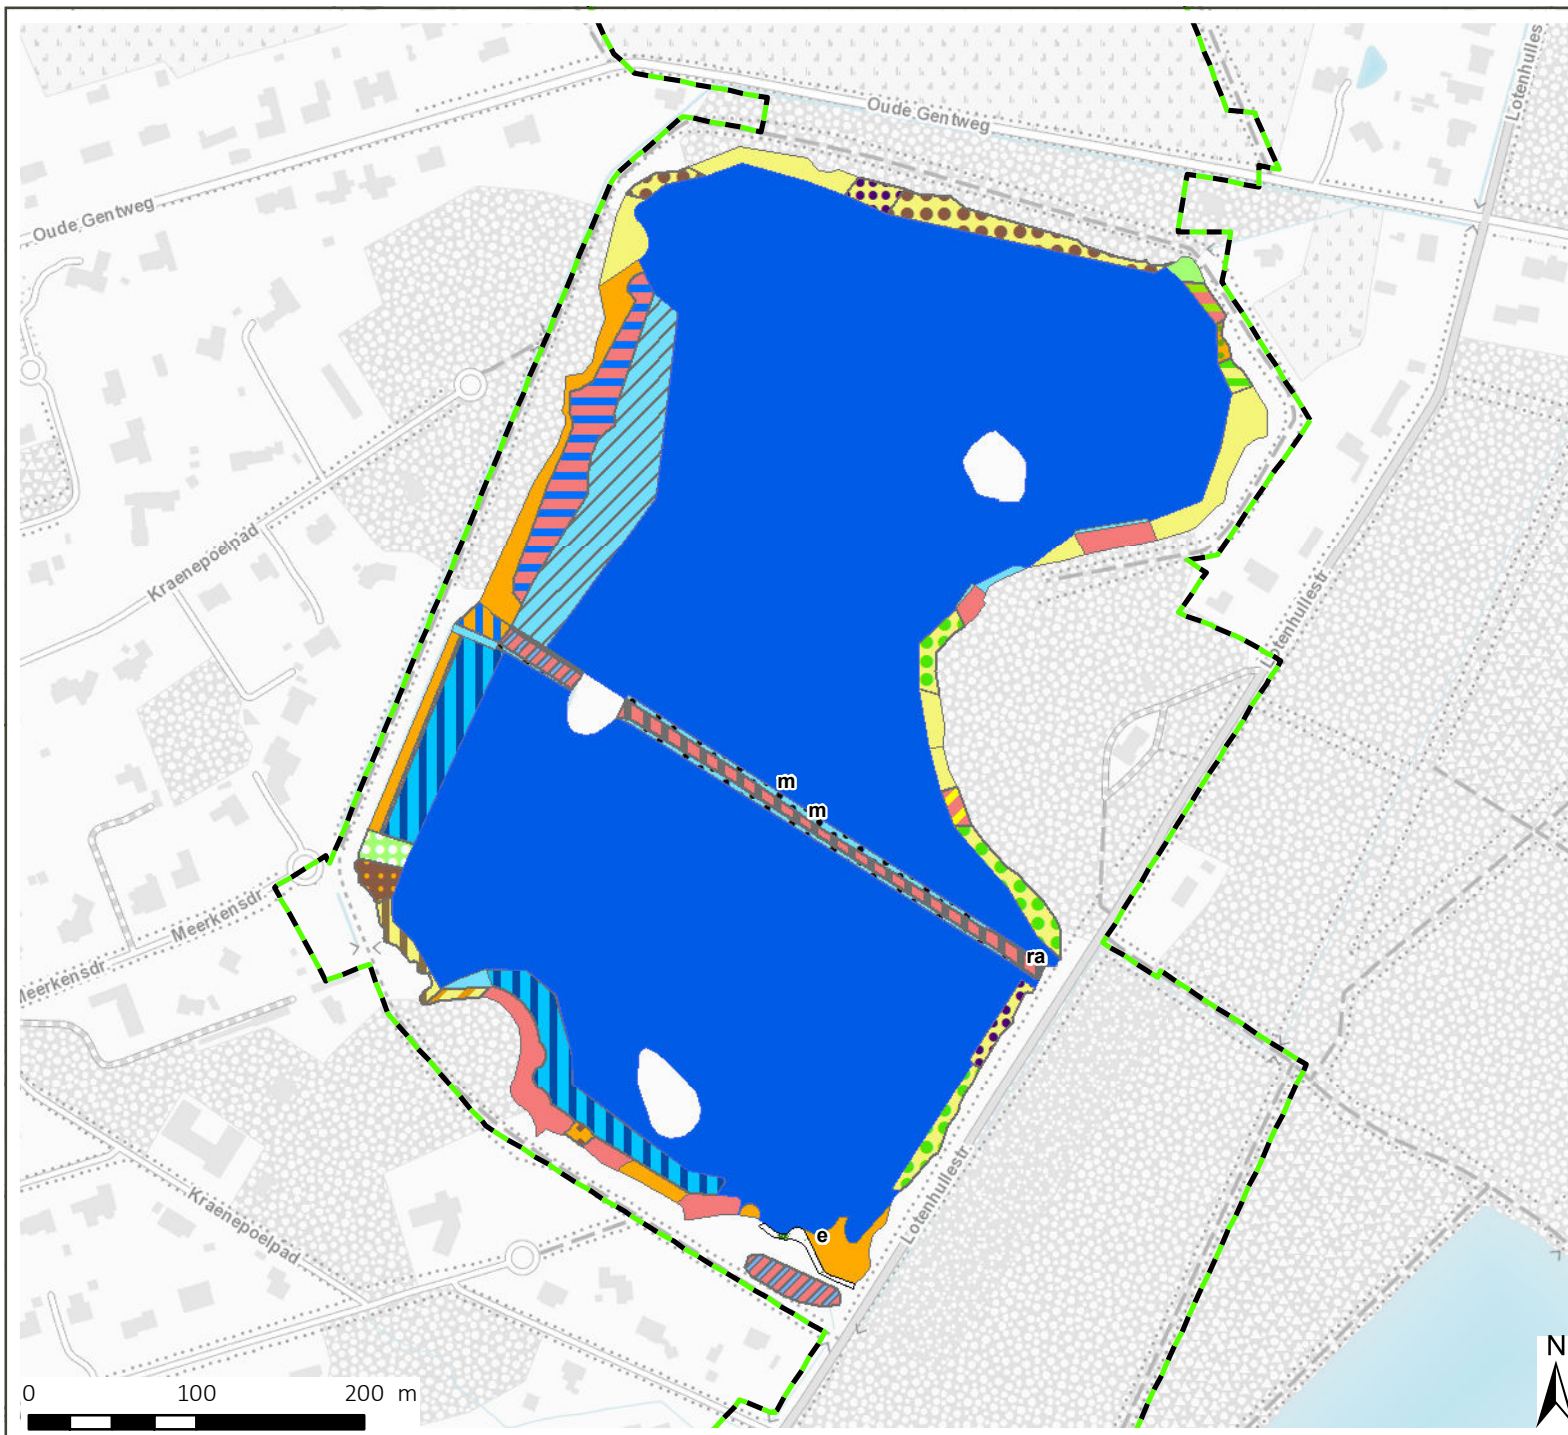 Oude Gentweg
Lotenhulles
Oude Gentweg
Kraenepoelpad
Lotenhullestr
m
m
Meerkensdr
ra
Meerkensdr
Lotenhullestr
Kraenepoelpad
e
N
0 100 200 m